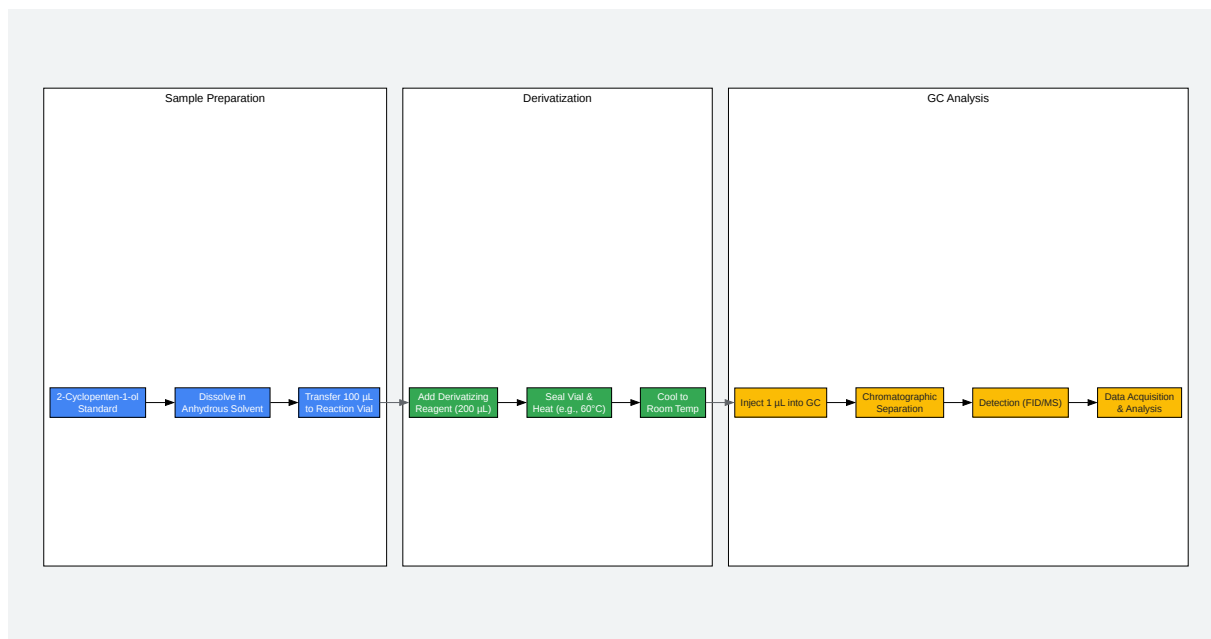 Sample Preparation
2-Cyclopenten-1-ol
Standard
Dissolve in
Anhydrous Solvent
Transfer 100 µL
to Reaction Vial
Derivatization
Add Derivatizing
Reagent (200 µL)
Seal Vial &
Heat (e.g., 60°C)
Cool to
Room Temp
GC Analysis
Inject 1 µL into GC
Chromatographic
Separation
Detection (FID/MS)
Data Acquisition
& Analysis